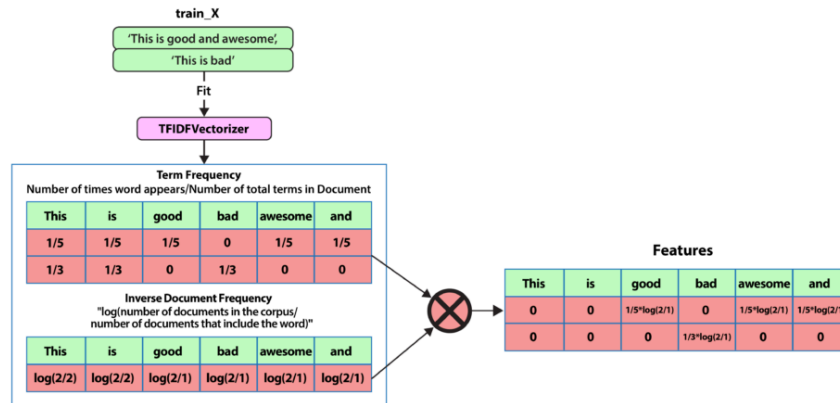 train_X
'This is good and awesome',
'This is bad'
Fit
TFIDFVectorizer
Term Frequency
Number of times word appears/Number of total terms in Document
This is good bad awesome and
1/5 1/5 1/5 0 1/5 1/5
1/3 1/3 0 1/3 0 0
Inverse Document Frequency
"log(number of documents in the corpus/
number of documents that include the word)"
This is good bad awesome and
log(2/2) log(2/2) log(2/1) log(2/1) log(2/1) log(2/1)
Features
This is good bad awesome and
0 0 1/5*log(2/1) 0 1/5*log(2/1) 1/5*log(2/1
0 0 0 1/3*log(2/1) 0 0